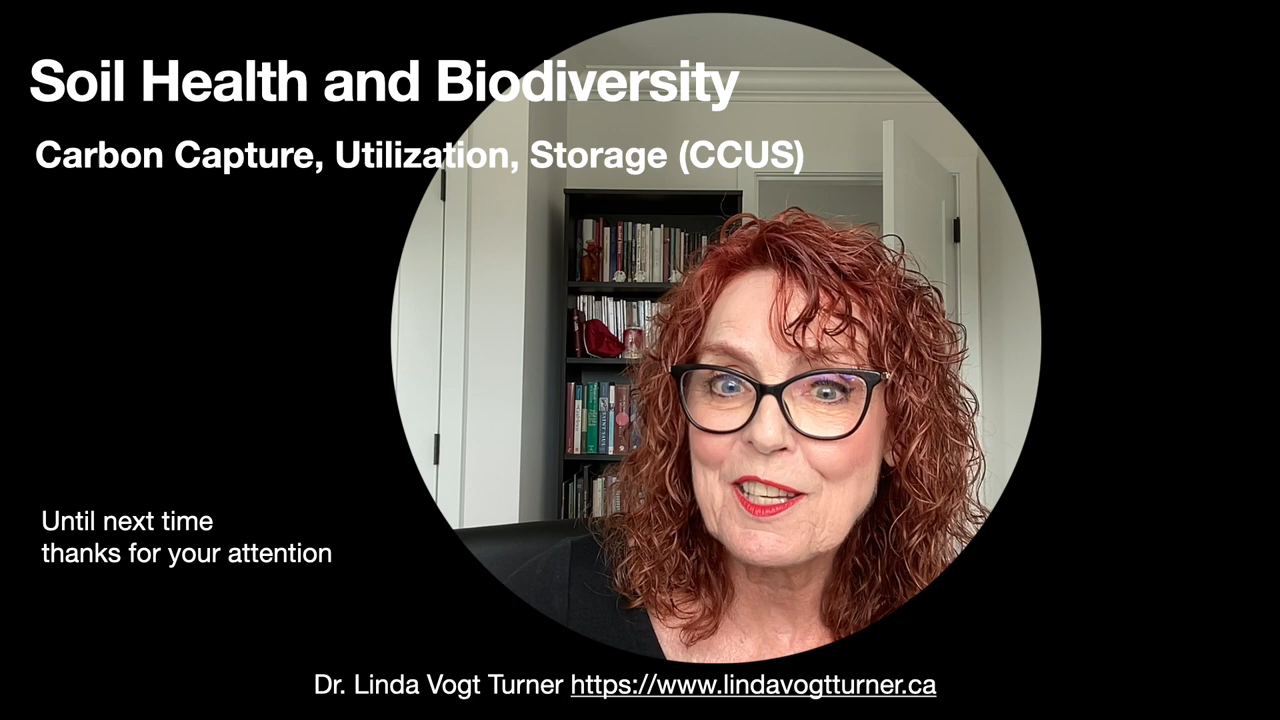 Soil Health and Biodiversity
Carbon Capture, Utilization, Storage (CCUS)
Until next time
thanks for your attention
Dr. Linda Vogt Turner https://www.lindavogtturner.ca